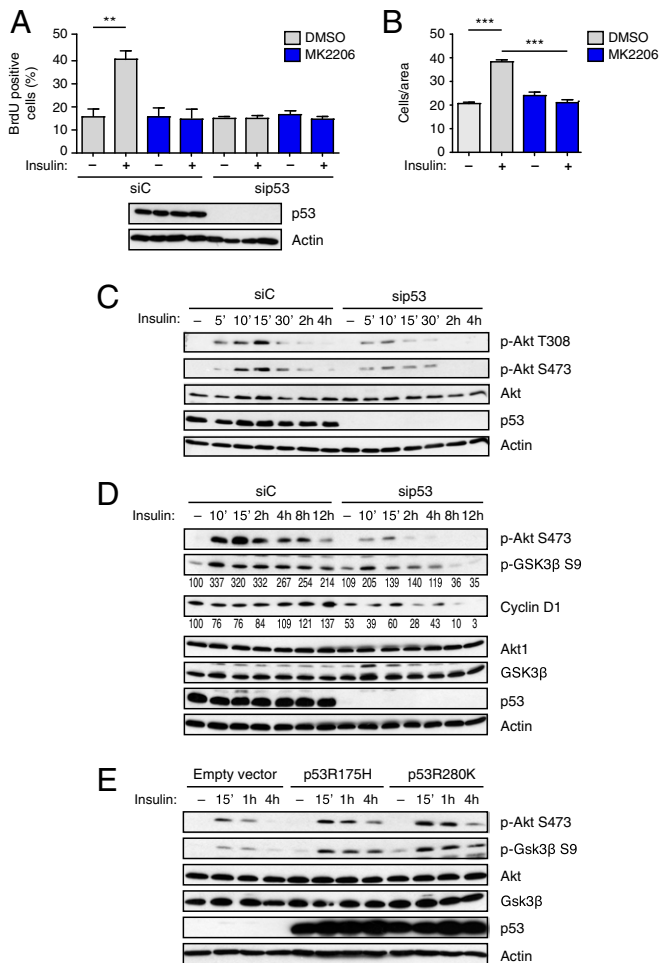 A
**
DMSO
MK2206
BrdU positive
cells (%)
50
40
30
20
10
0
Insulin: – + – + – + – +
siC sip53
p53
Actin
B
***
***
DMSO
MK2206
Cells/area
50
40
30
20
10
0
Insulin: – + – +
C
siC sip53
Insulin: – 5' 10' 15' 30' 2h 4h – 5' 10' 15' 30' 2h 4h
p-Akt T308
p-Akt S473
Akt
p53
Actin
D
siC sip53
Insulin: – 10' 15' 2h 4h 8h 12h – 10' 15' 2h 4h 8h 12h
p-Akt S473
p-GSK3β S9
100 337 320 332 267 254 214 109 205 139 140 119 36 35
Cyclin D1
100 76 76 84 109 121 137 53 39 60 28 43 10 3
Akt1
GSK3β
p53
Actin
E
Empty vector p53R175H p53R280K
Insulin: – 15' 1h 4h – 15' 1h 4h – 15' 1h 4h
p-Akt S473
p-Gsk3β S9
Akt
Gsk3β
p53
Actin